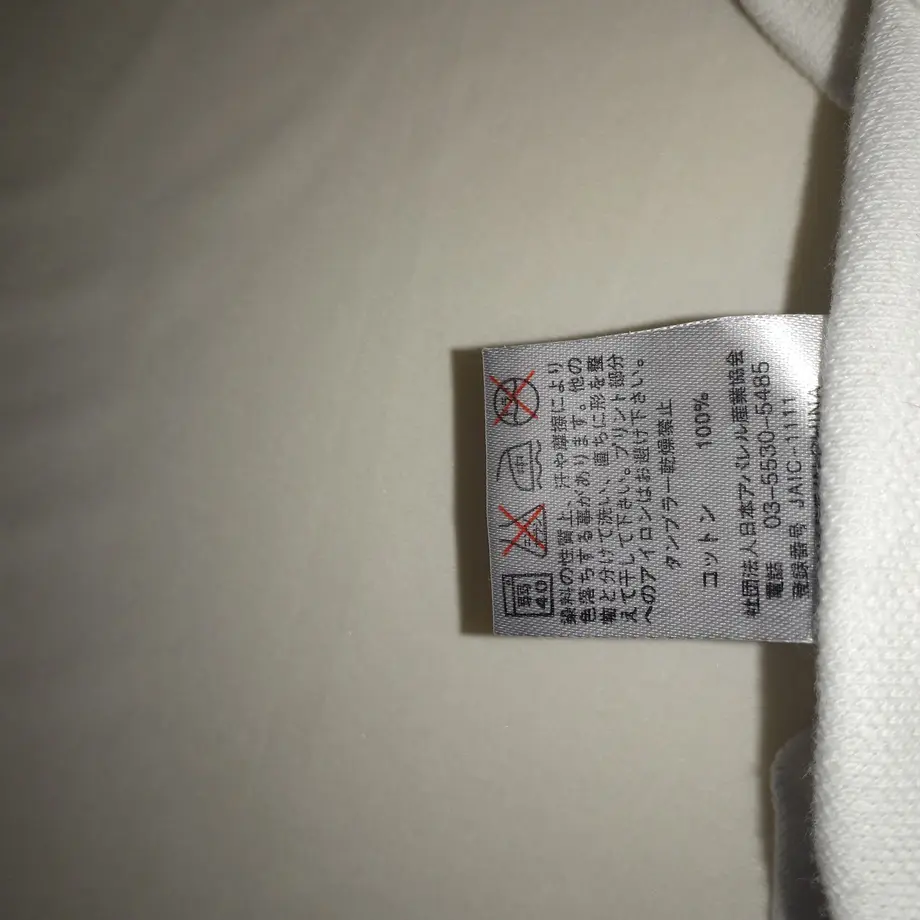 弱
40
染料の性質上、汗や摩擦により
色落ちする事があります。他の
物と分けて洗い、直ちに形を整
えて干して下さい。プリント部分
へのアイロンはお避け下さい。
タンブラー乾燥禁止
コットン 100%
社団法人日本アパレル産業協会
電話 03-5530-5485
登録番号 JAIC-1111